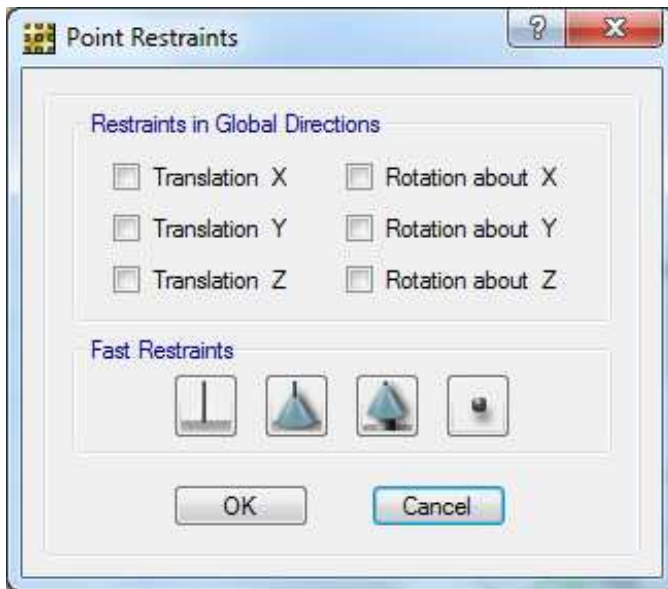 Point Restraints
?
Restraints in Global Directions
Translation X
Rotation about X
Translation Y
Rotation about Y
Translation Z
Rotation about Z
Fast Restraints
OK
Cancel